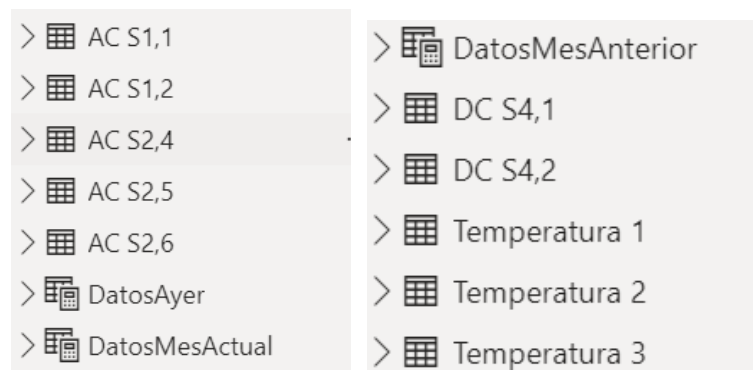 AC S1,1
AC S1,2
AC S2,4
AC S2,5
AC S2,6
DatosAyer
DatosMesActual
DatosMesAnterior
DC S4,1
DC S4,2
Temperatura 1
Temperatura 2
Temperatura 3